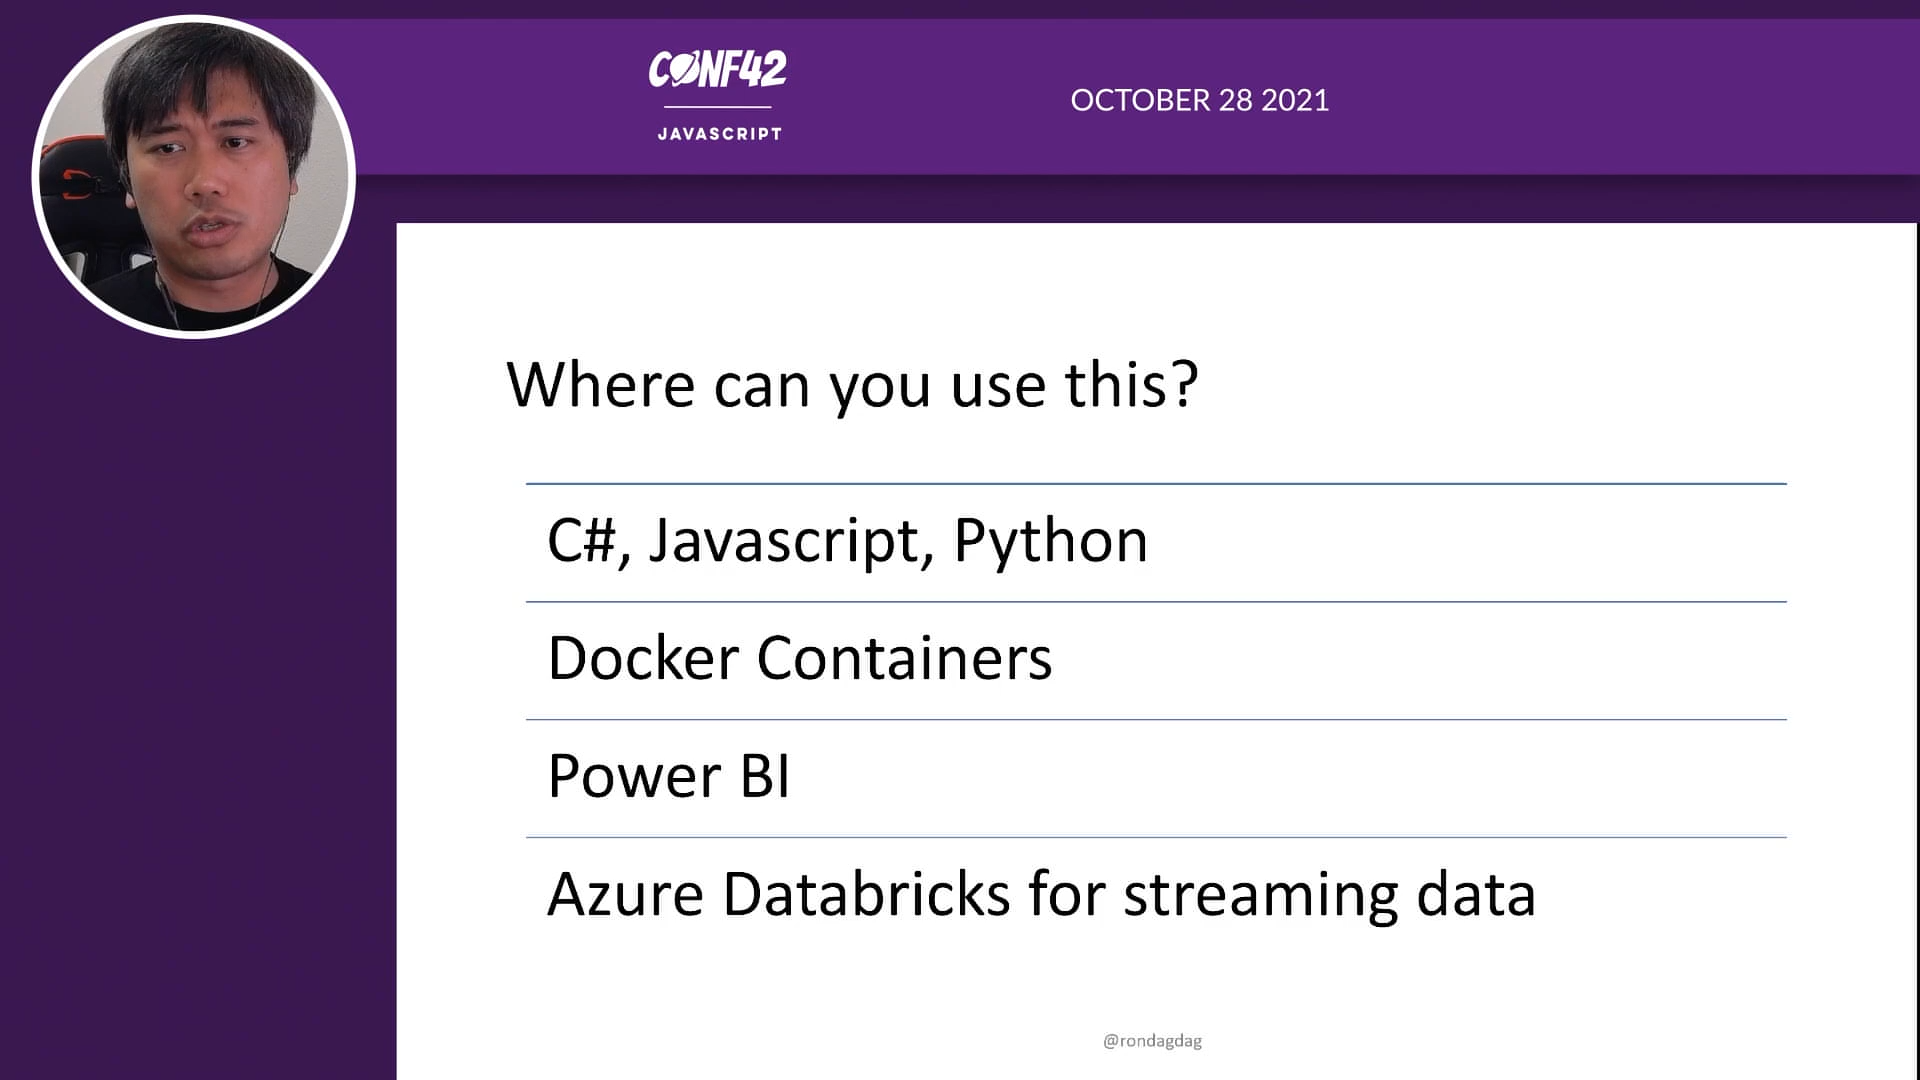 CONF42
JAVASCRIPT
OCTOBER 28 2021
Where can you use this?
C#, Javascript, Python
Docker Containers
Power BI
Azure Databricks for streaming data
@rondagdag